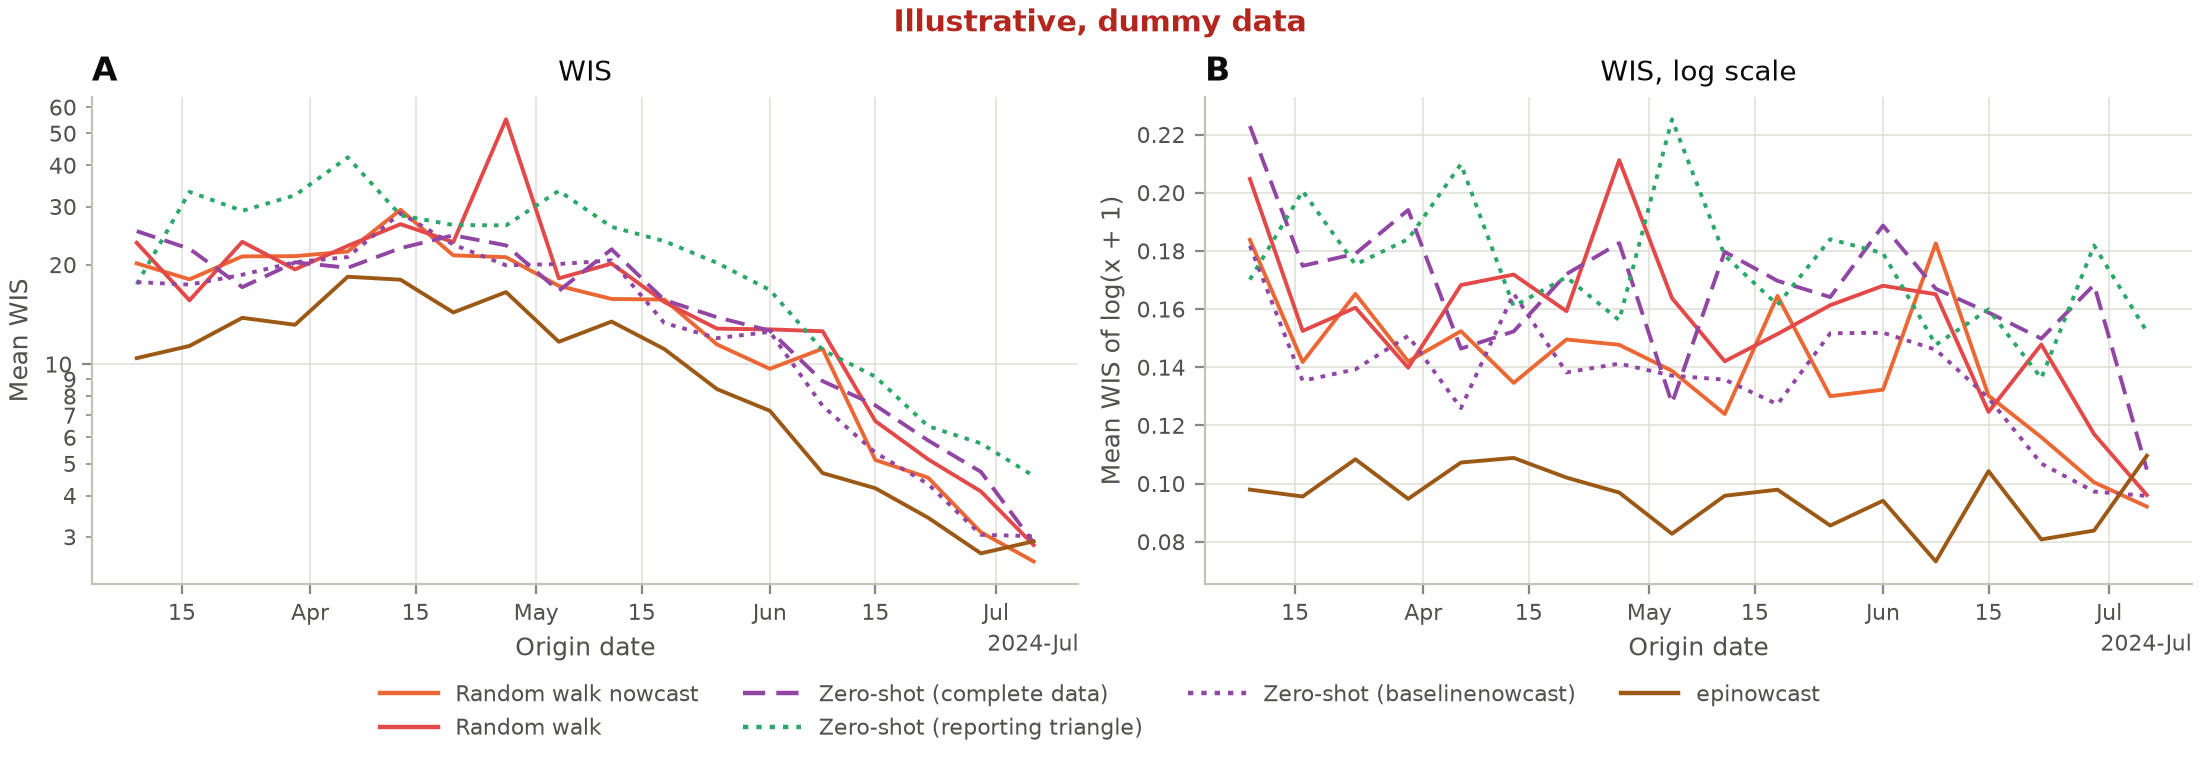 Illustrative, dummy data
A
WIS
60
50
40
30
20
10
9
8
7
6
5
4
3
Mean WIS
15
Apr
15
May
15
Jun
15
Jul
2024-Jul
Origin date
B
WIS, log scale
0.22
0.20
0.18
0.16
0.14
0.12
0.10
0.08
Mean WIS of log(x + 1)
15
Apr
15
May
15
Jun
15
Jul
2024-Jul
Origin date
Random walk nowcast
Random walk
Zero-shot (complete data)
Zero-shot (reporting triangle)
Zero-shot (baselinenowcast)
epinowcast